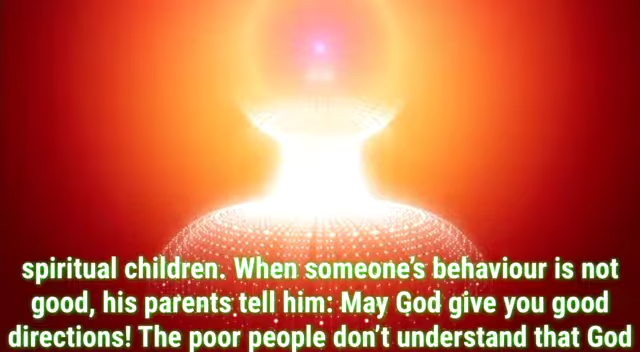 spiritual children. When someone's behaviour is not
good, his parents tell him: May God give you good
directions! The poor people don't understand that God